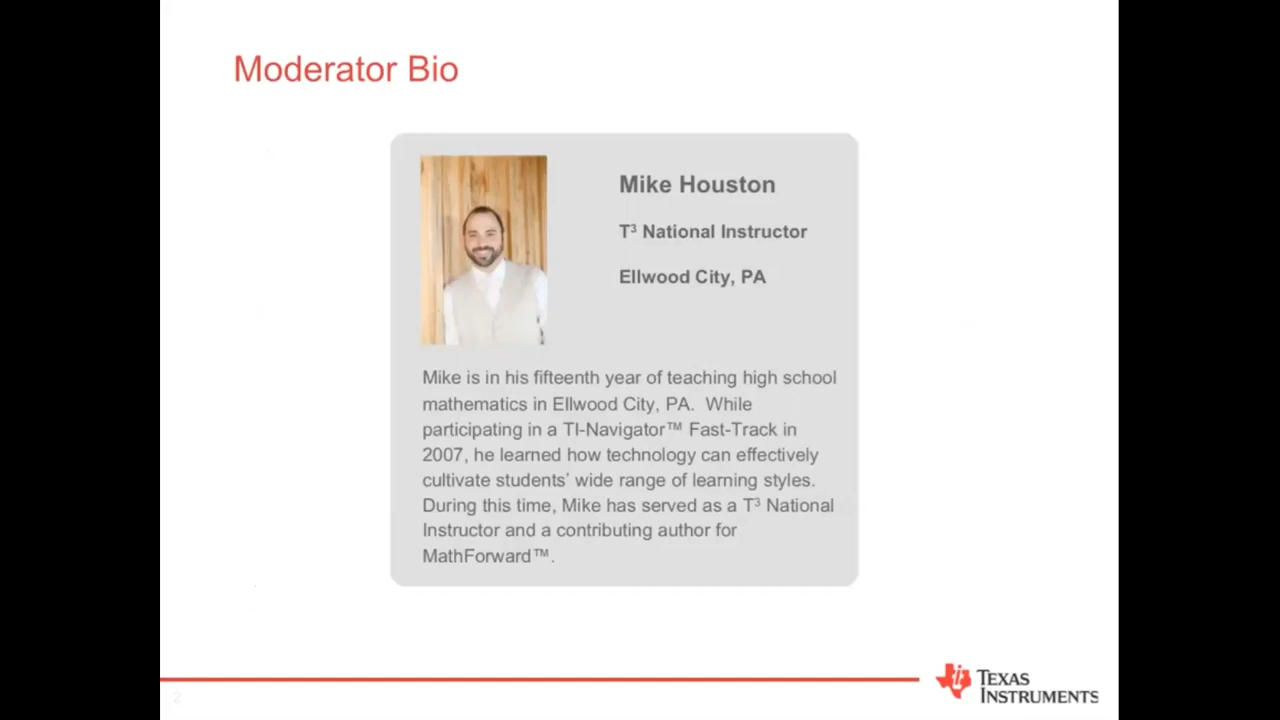 Moderator Bio
Mike Houston
T³ National Instructor
Ellwood City, PA
Mike is in his fifteenth year of teaching high school
mathematics in Ellwood City, PA.  While
participating in a TI-Navigator™ Fast-Track in
2007, he learned how technology can effectively
cultivate students’ wide range of learning styles.
During this time, Mike has served as a T³ National
Instructor and a contributing author for
MathForward™.
2
TEXAS
INSTRUMENTS